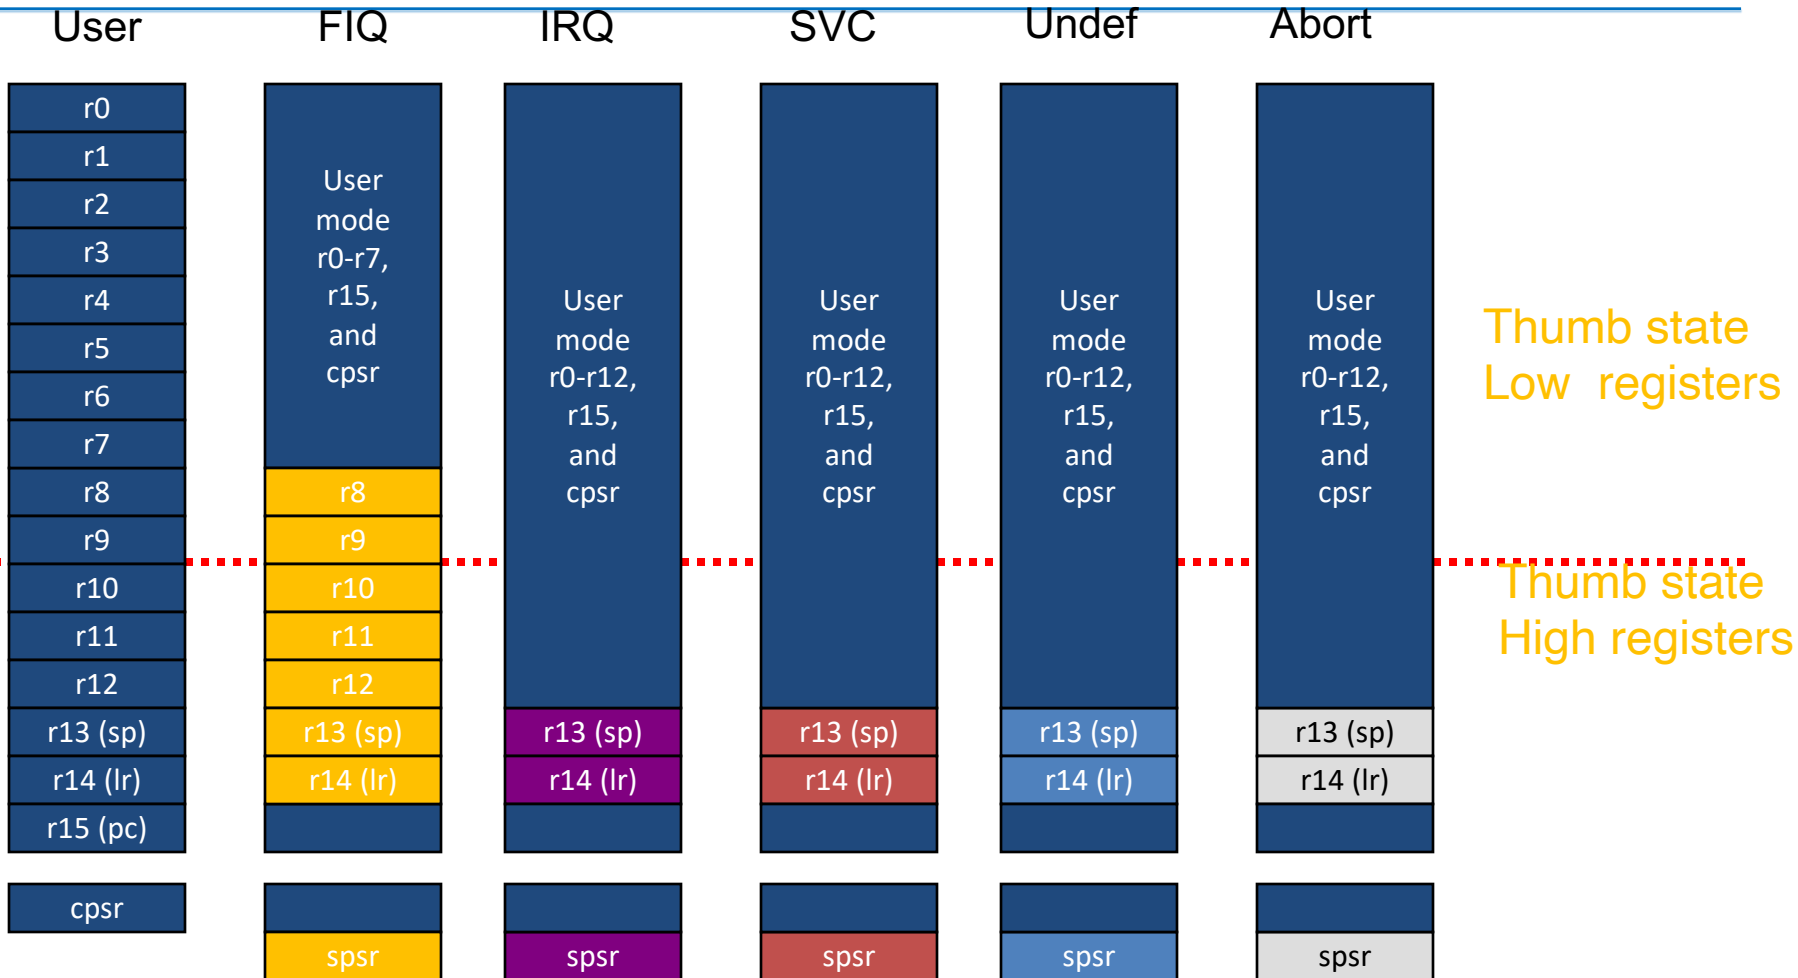 User FIQ IRQ SVC Undef Abort
r0
r1
r2
r3
r4
r5
r6
r7
r8
r9
r10
r11
r12
r13 (sp)
r14 (lr)
r15 (pc)
cpsr
User
mode
r0-r7,
r15,
and
cpsr
r8
r9
r10
r11
r12
r13 (sp)
r14 (lr)
spsr
User
mode
r0-r12,
r15,
and
cpsr
r13 (sp)
r14 (lr)
spsr
User
mode
r0-r12,
r15,
and
cpsr
r13 (sp)
r14 (lr)
spsr
User
mode
r0-r12,
r15,
and
cpsr
r13 (sp)
r14 (lr)
spsr
User
mode
r0-r12,
r15,
and
cpsr
r13 (sp)
r14 (lr)
spsr
Thumb state
Low registers
Thumb state
High registers